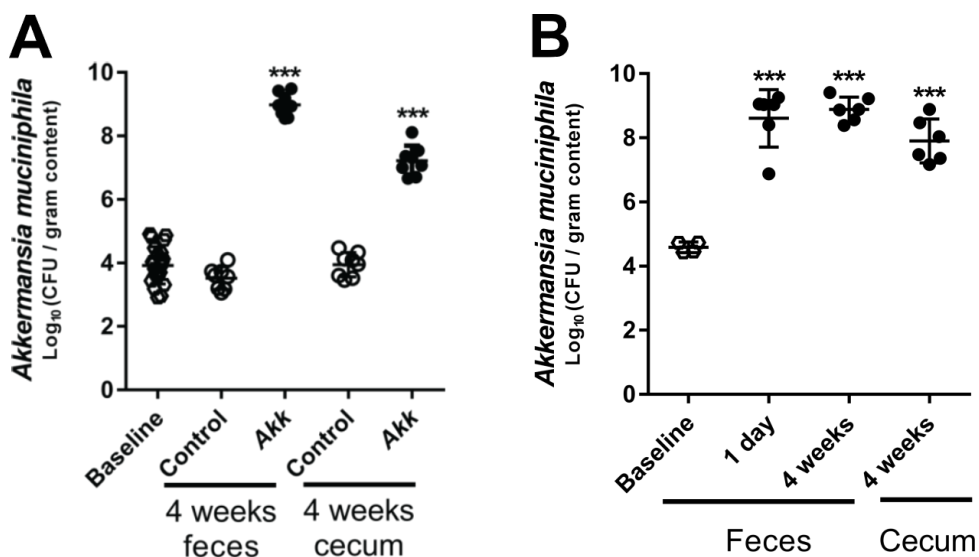 A
Akkermansia muciniphila
Log₁₀ (CFU / gram content)
10
8
6
4
2
0
***
***
Baseline
Control
Akk
Control
Akk
4 weeks
feces
4 weeks
cecum
B
Akkermansia muciniphila
Log₁₀ (CFU / gram content)
10
8
6
4
2
0
***
***
***
Baseline
1 day
4 weeks
4 weeks
Feces
Cecum